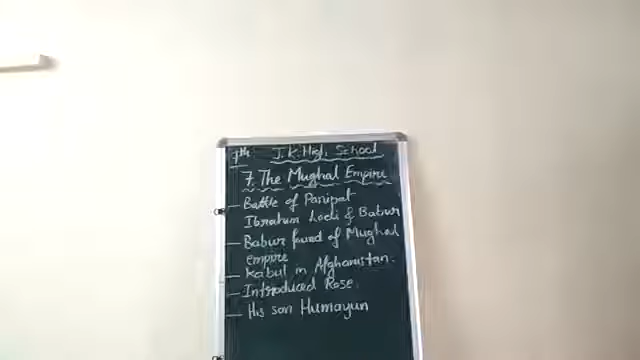 7th J.K. High School
7. The Mughal Empire
- Battle of Panipat
Ibrahim Lodi & Babur
- Babur found of Mughal
empire
- Kabul in Afghanistan.
- Introduced Rose.
- His son Humayun